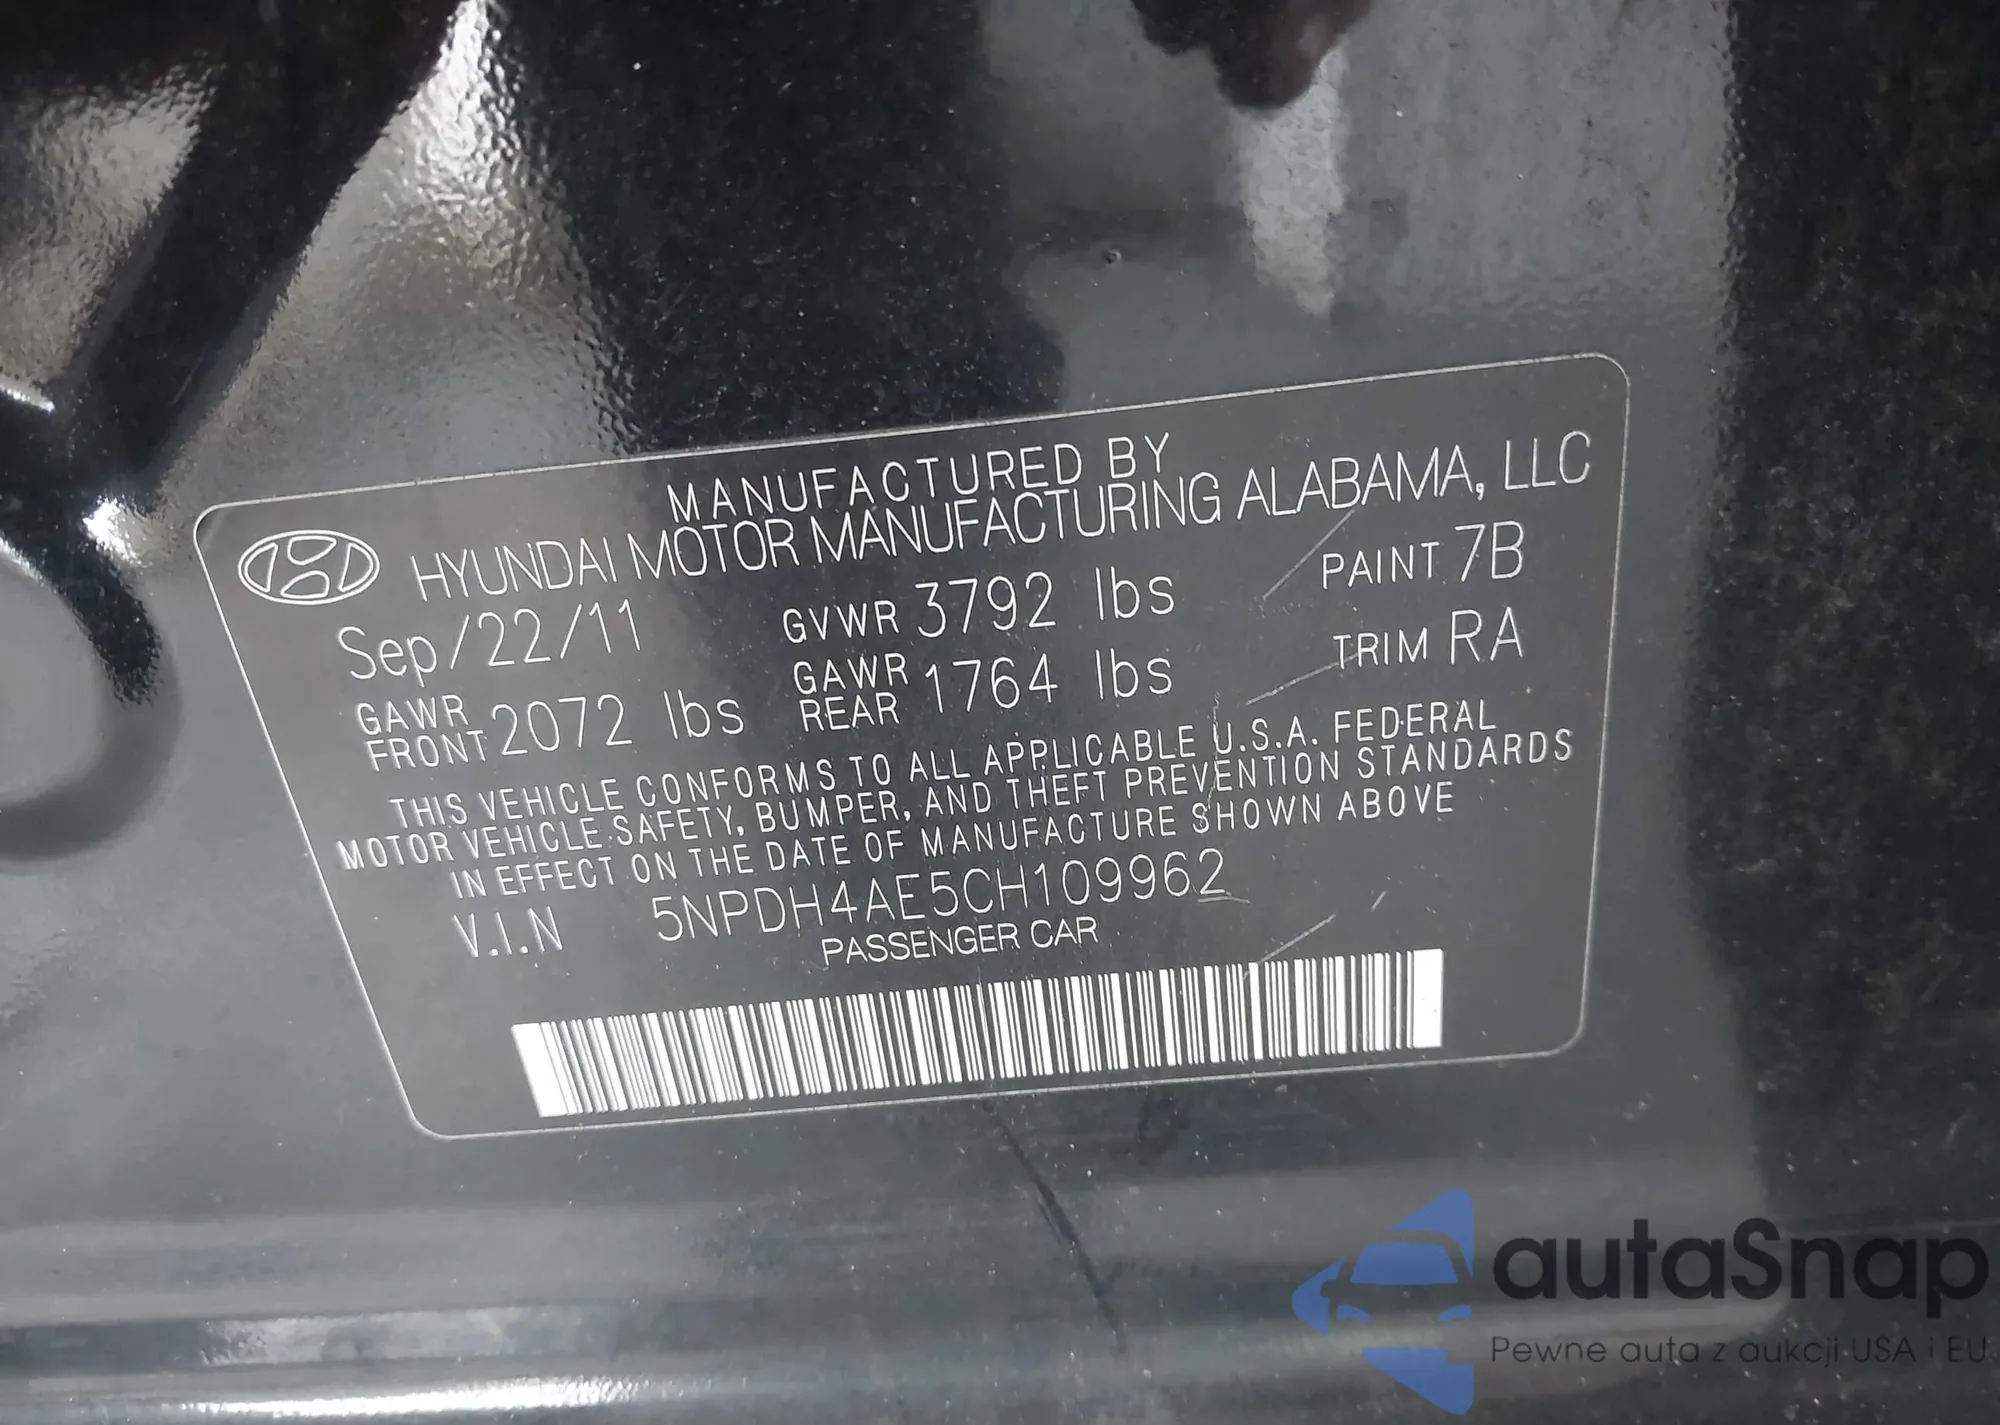 MANUFACTURED BY
HYUNDAI MOTOR MANUFACTURING ALABAMA, LLC
Sep/22/11 GVWR 3792 lbs PAINT 7B
GAWR FRONT 2072 lbs GAWR REAR 1764 lbs TRIM RA
THIS VEHICLE CONFORMS TO ALL APPLICABLE U.S.A. FEDERAL
MOTOR VEHICLE SAFETY, BUMPER, AND THEFT PREVENTION STANDARDS
IN EFFECT ON THE DATE OF MANUFACTURE SHOWN ABOVE
V.I.N 5NPDH4AE5CH109962
PASSENGER CAR
autaSnap
Pewne auta z aukcji USA i EU